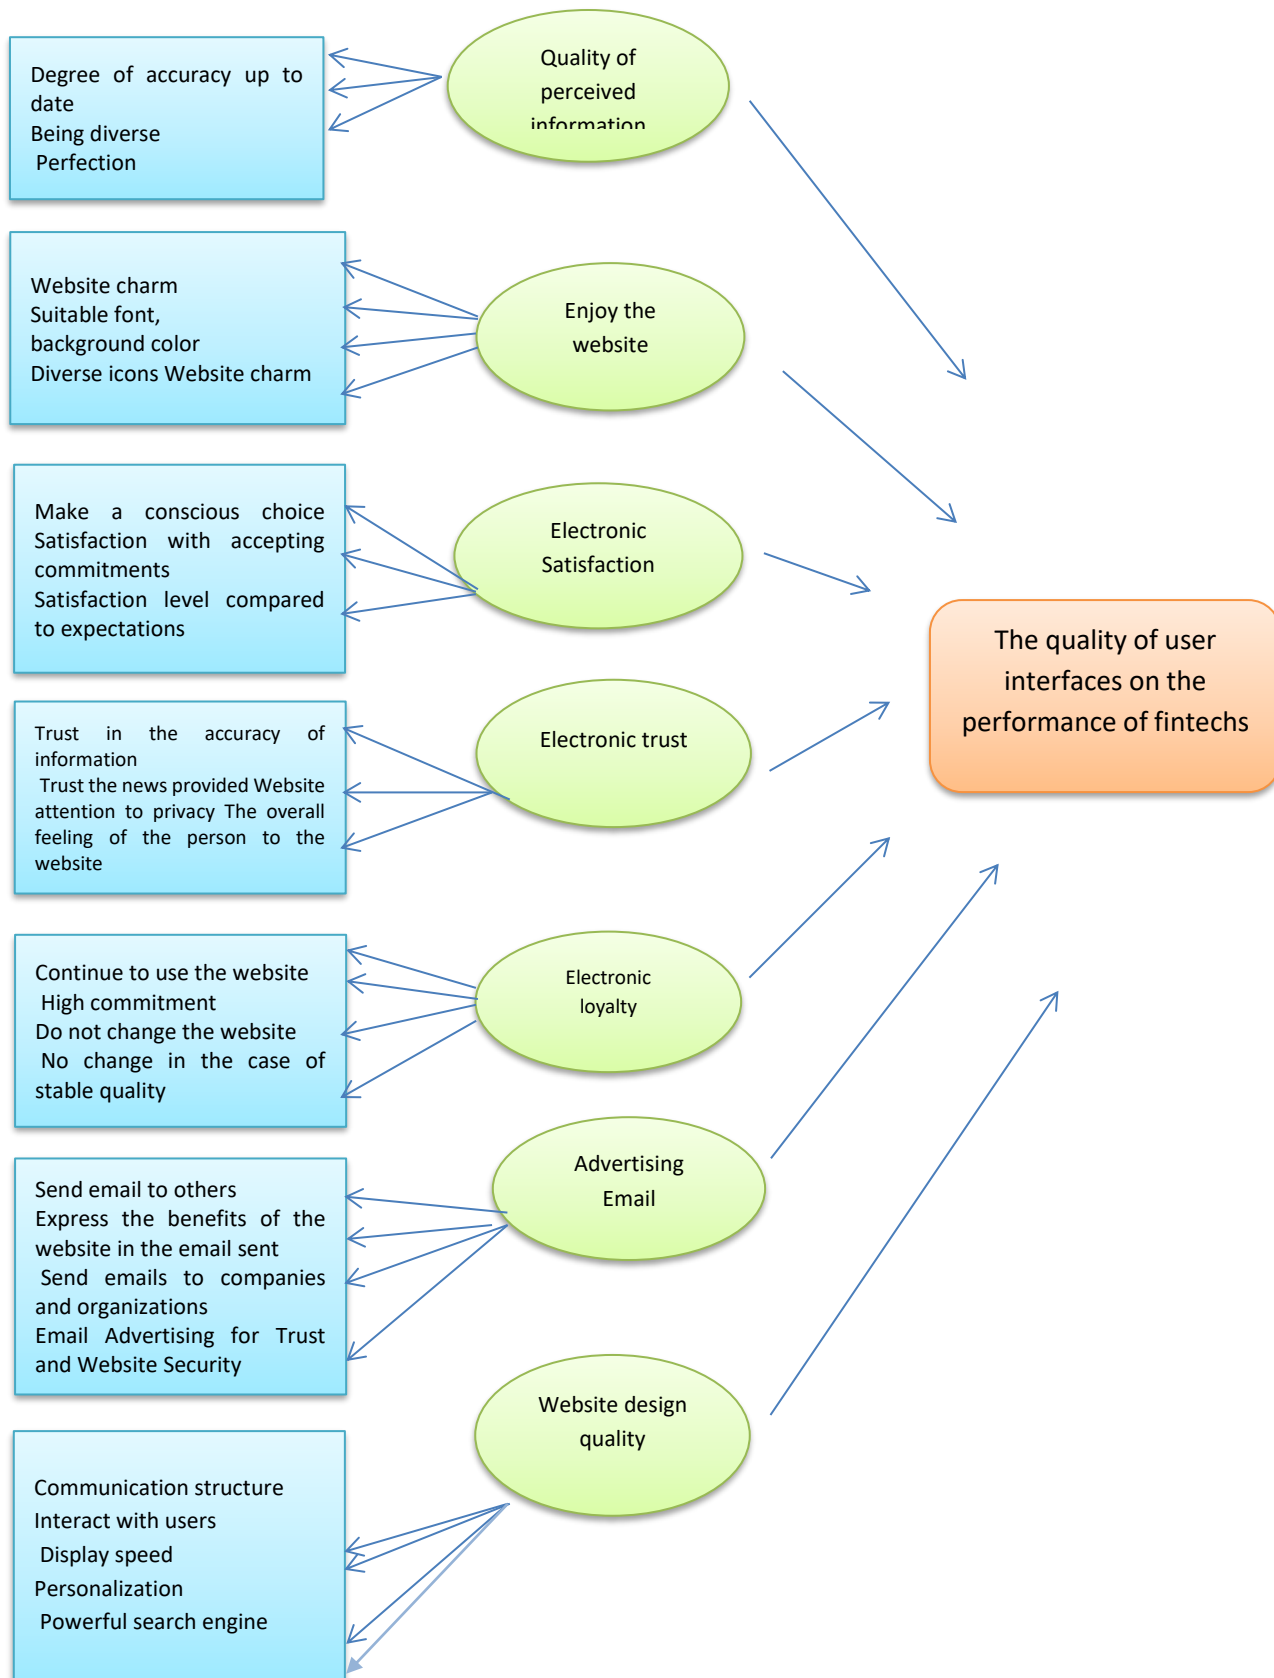 Degree of accuracy up to
date
Being diverse
Perfection
Quality of
perceived
information
Website charm
Suitable font,
background color
Diverse icons Website charm
Enjoy the
website
Make a conscious choice
Satisfaction with accepting
commitments
Satisfaction level compared
to expectations
Electronic
Satisfaction
The quality of user
interfaces on the
performance of fintechs
Trust in the accuracy of
information
Trust the news provided Website
attention to privacy The overall
feeling of the person to the
website
Electronic trust
Continue to use the website
High commitment
Do not change the website
No change in the case of
stable quality
Electronic
loyalty
Send email to others
Express the benefits of the
website in the email sent
Send emails to companies
and organizations
Email Advertising for Trust
and Website Security
Advertising
Email
Website design
quality
Communication structure
Interact with users
Display speed
Personalization
Powerful search engine